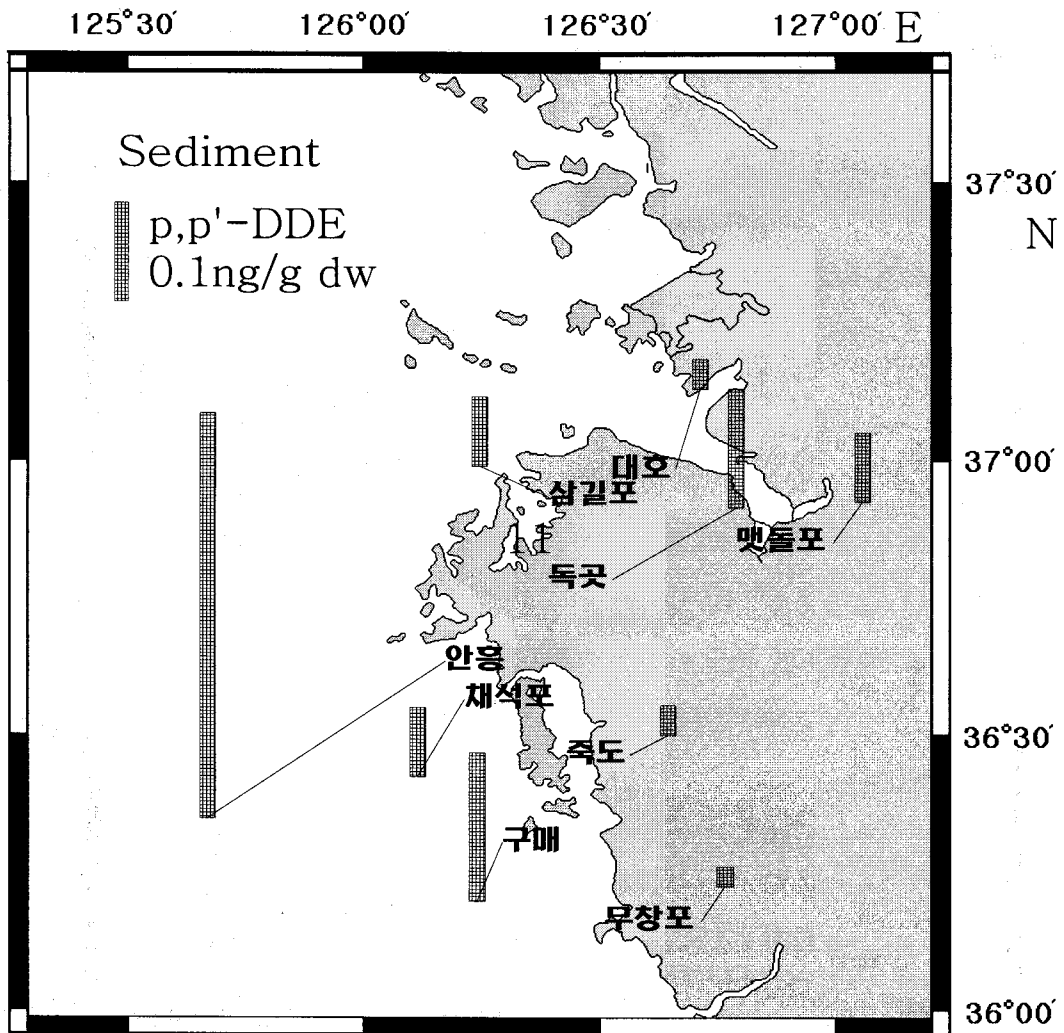 125°30′ 126°00′ 126°30′ 127°00′ E
Sediment
p,p'-DDE
0.1ng/g dw
37°30′
N
대호
37°00′
삼길포
맷돌포
독곳
안흥
채석포
36°30′
죽도
구매
무창포
36°00′